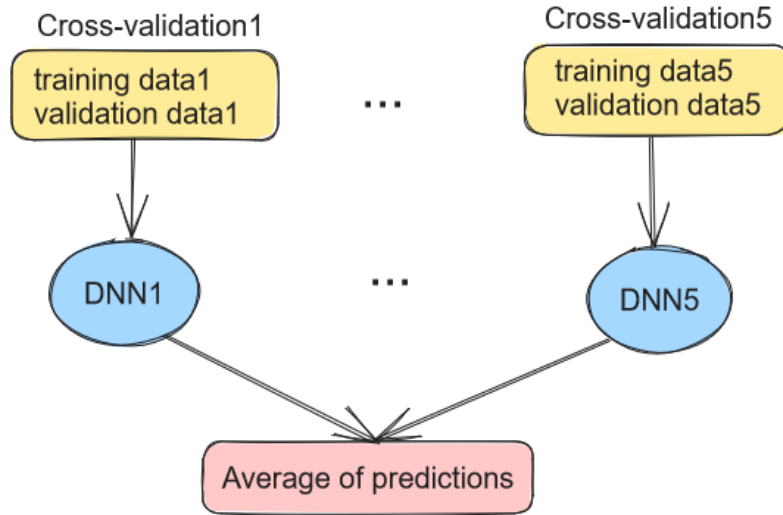 Cross-validation1
Cross-validation5
training data1
validation data1
...
training data5
validation data5
DNN1
...
DNN5
Average of predictions